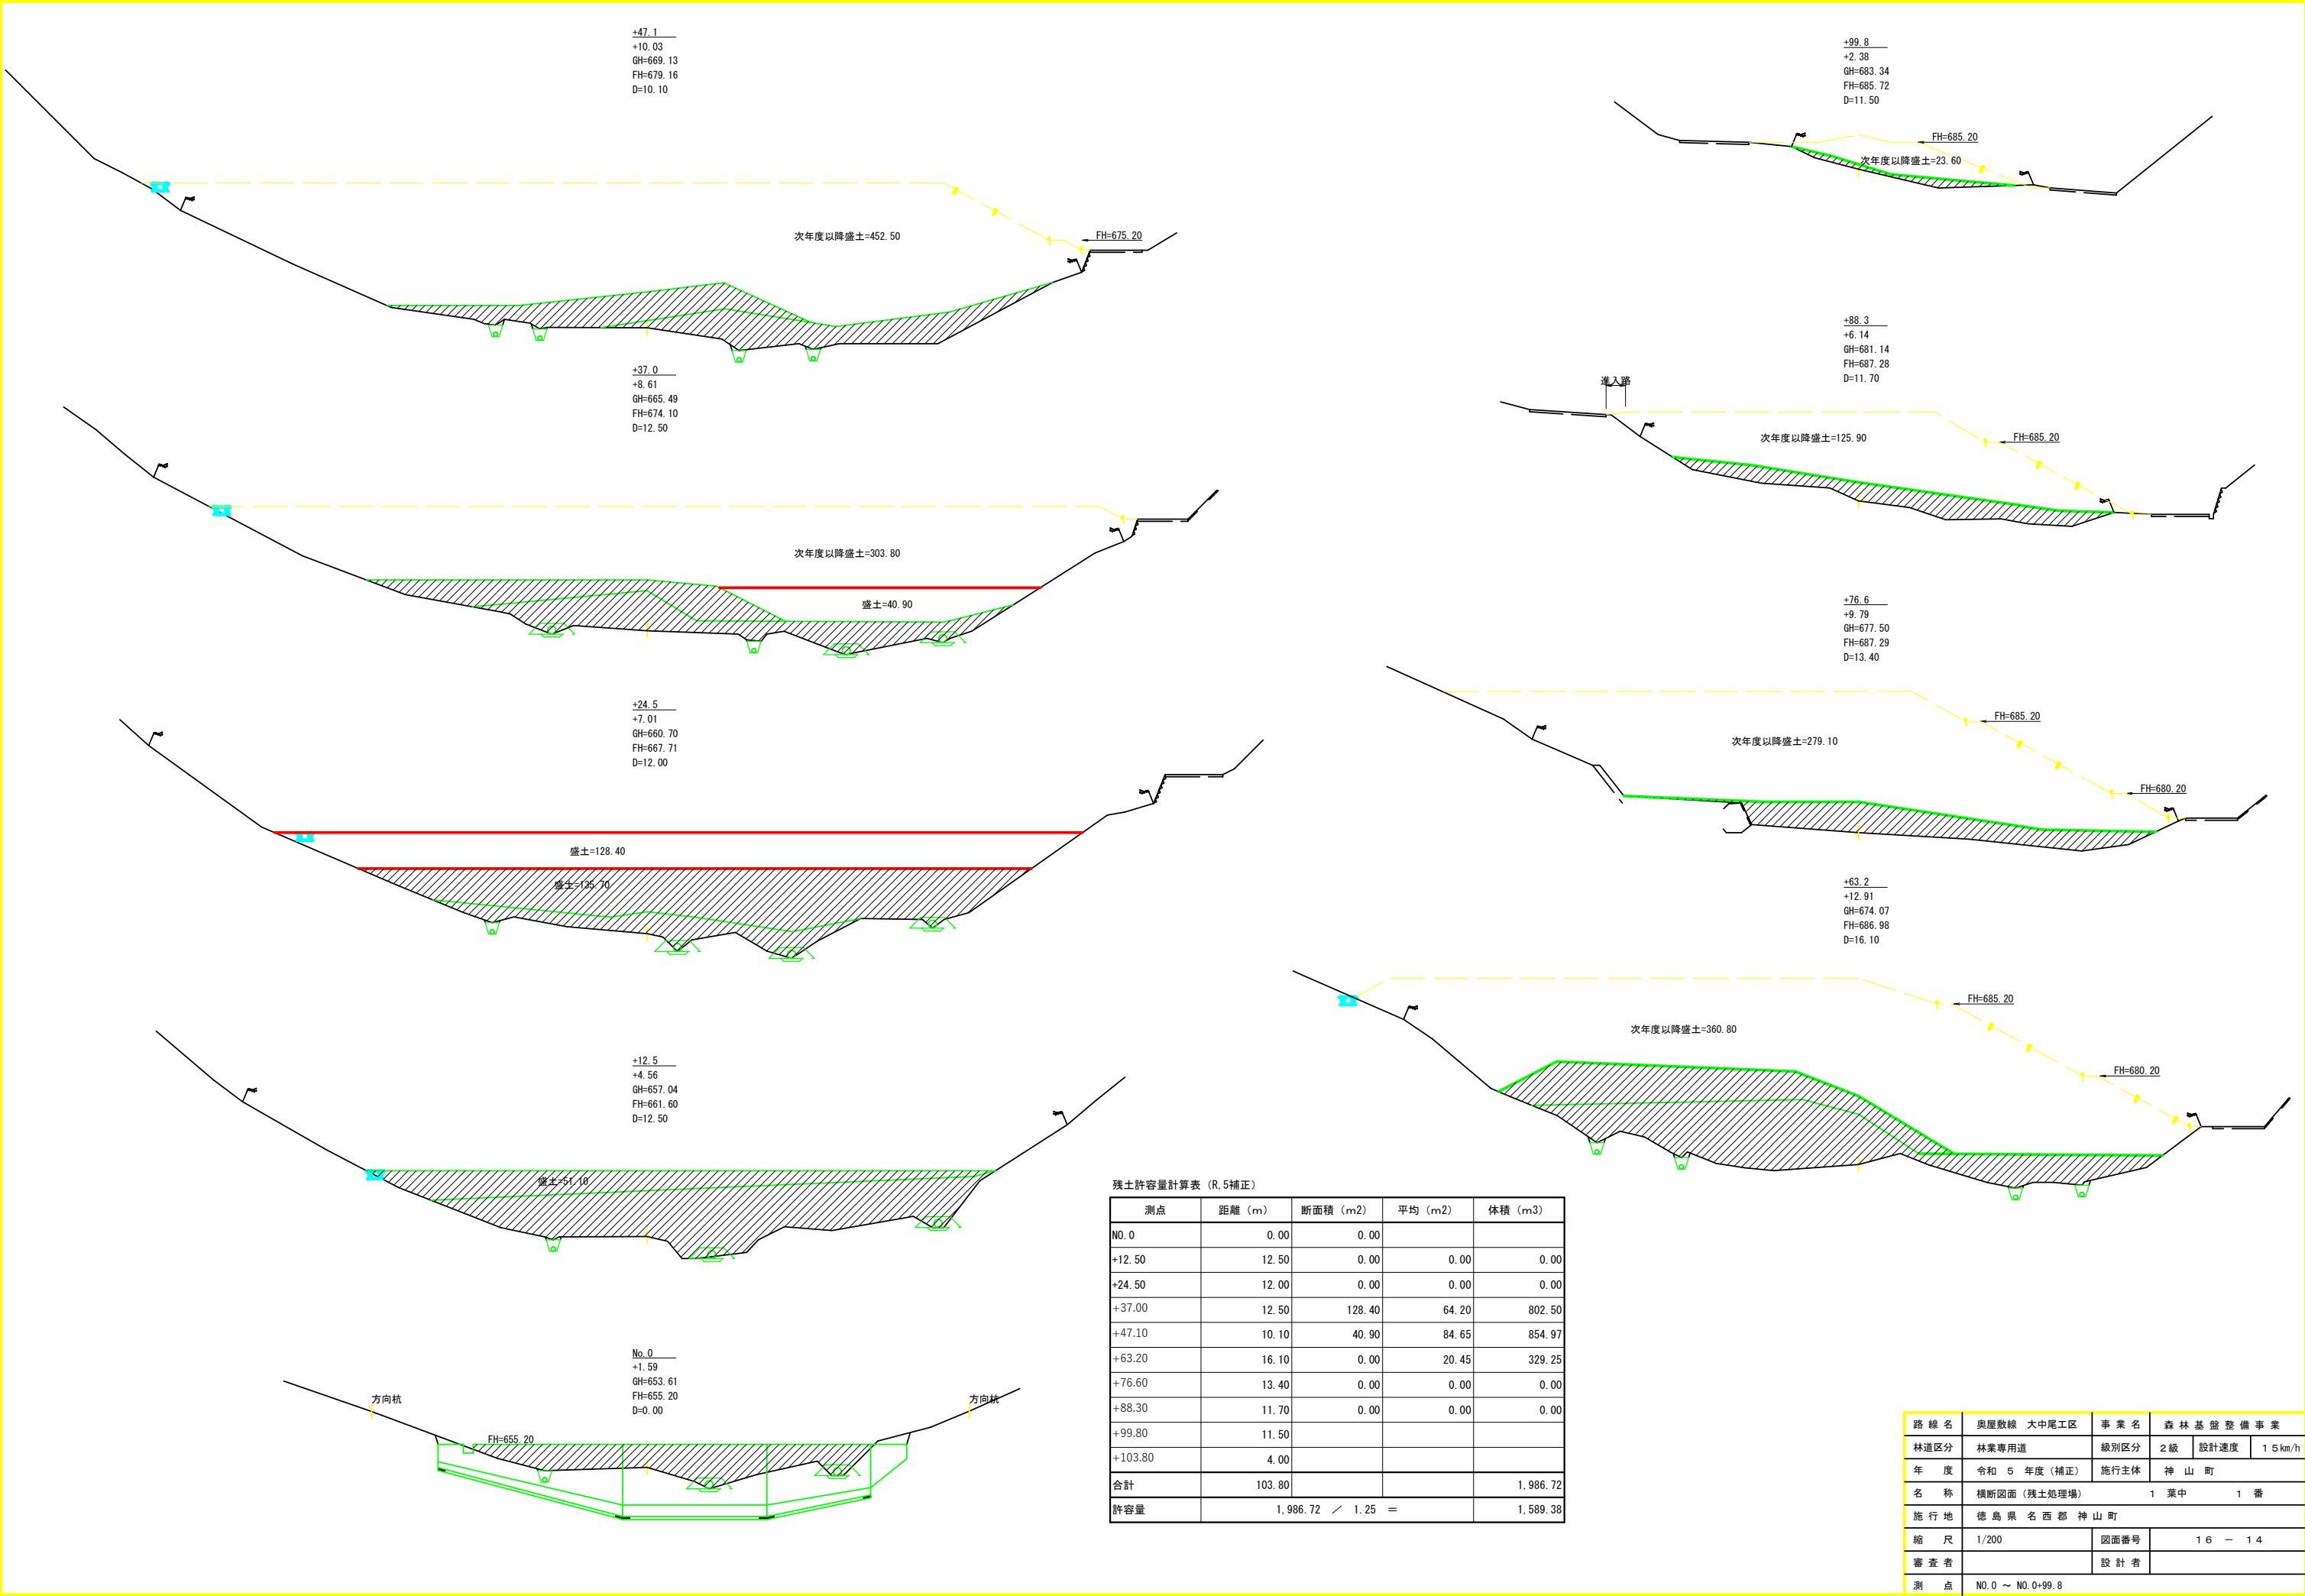 +47.1
+10.03
GH=669.13
FH=679.16
D=10.10
次年度以降盛土=452.50
FH=675.20
+37.0
+8.61
GH=665.49
FH=674.10
D=12.50
次年度以降盛土=303.80
盛土=40.90
+24.5
+7.01
GH=660.70
FH=667.71
D=12.00
盛土=128.40
盛土=135.70
+12.5
+4.56
GH=657.04
FH=661.60
D=12.50
盛土=51.10
No.0
+1.59
GH=653.61
FH=655.20
D=0.00
方向杭
方向杭
FH=655.20
+99.8
+2.38
GH=683.34
FH=685.72
D=11.50
FH=685.20
次年度以降盛土=23.60
+88.3
+6.14
GH=681.14
FH=687.28
D=11.70
進入路
次年度以降盛土=125.90
FH=685.20
+76.6
+9.79
GH=677.50
FH=687.29
D=13.40
FH=685.20
次年度以降盛土=279.10
FH=680.20
+63.2
+12.91
GH=674.07
FH=686.98
D=16.10
FH=685.20
次年度以降盛土=360.80
FH=680.20
残土許容量計算表（R.5補正）
測点 距離（m） 断面積（m2） 平均（m2） 体積（m3）
NO.0 0.00 0.00
+12.50 12.50 0.00 0.00 0.00
+24.50 12.00 0.00 0.00 0.00
+37.00 12.50 128.40 64.20 802.50
+47.10 10.10 40.90 84.65 854.97
+63.20 16.10 0.00 20.45 329.25
+76.60 13.40 0.00 0.00 0.00
+88.30 11.70 0.00 0.00 0.00
+99.80 11.50
+103.80 4.00
合計 103.80 1,986.72
許容量 1,986.72 ／ 1.25 ＝ 1,589.38
路線名 奥屋敷線 大中尾工区 事業名 森林基盤整備事業
林道区分 林業専用道 級別区分 2級 設計速度 15km/h
年度 令和 5 年度（補正） 施行主体 神山町
名称 横断図面（残土処理場） 1 葉中 1 番
施行地 徳島県 名西郡 神山町
縮尺 1/200 図面番号 16 － 14
審査者 設計者
測点 NO.0 ～ NO.0+99.8